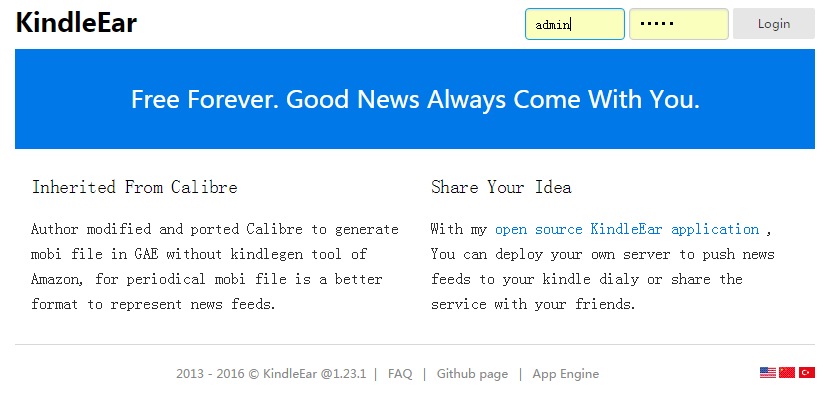 KindleEar
admin
•••••
Login
Free Forever. Good News Always Come With You.
Inherited From Calibre
Author modified and ported Calibre to generate
mobi file in GAE without kindlegen tool of
Amazon, for periodical mobi file is a better
format to represent news feeds.
Share Your Idea
With my open source KindleEar application ,
You can deploy your own server to push news
feeds to your kindle dialy or share the
service with your friends.
2013 - 2016 © KindleEar @1.23.1 | FAQ | Github page | App Engine